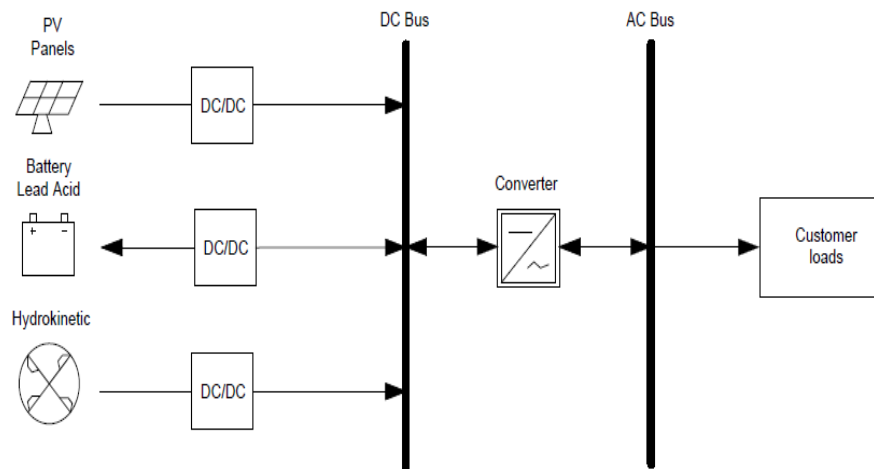 PV
Panels
DC Bus
AC Bus
DC/DC
Battery
Lead Acid
+ -
DC/DC
Converter
Customer
loads
Hydrokinetic
DC/DC